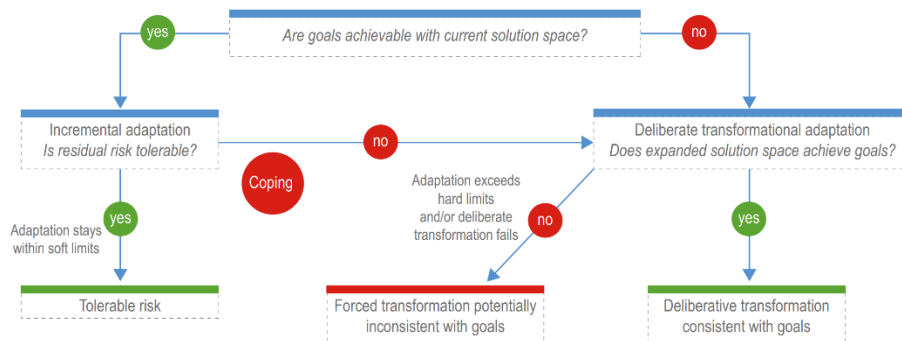 yes
Are goals achievable with current solution space?
no
Incremental adaptation
Is residual risk tolerable?
no
Deliberate transformational adaptation
Does expanded solution space achieve goals?
Coping
Adaptation exceeds
hard limits
and/or deliberate
transformation fails
no
yes
Adaptation stays
within soft limits
yes
Tolerable risk
Forced transformation potentially
inconsistent with goals
Deliberative transformation
consistent with goals